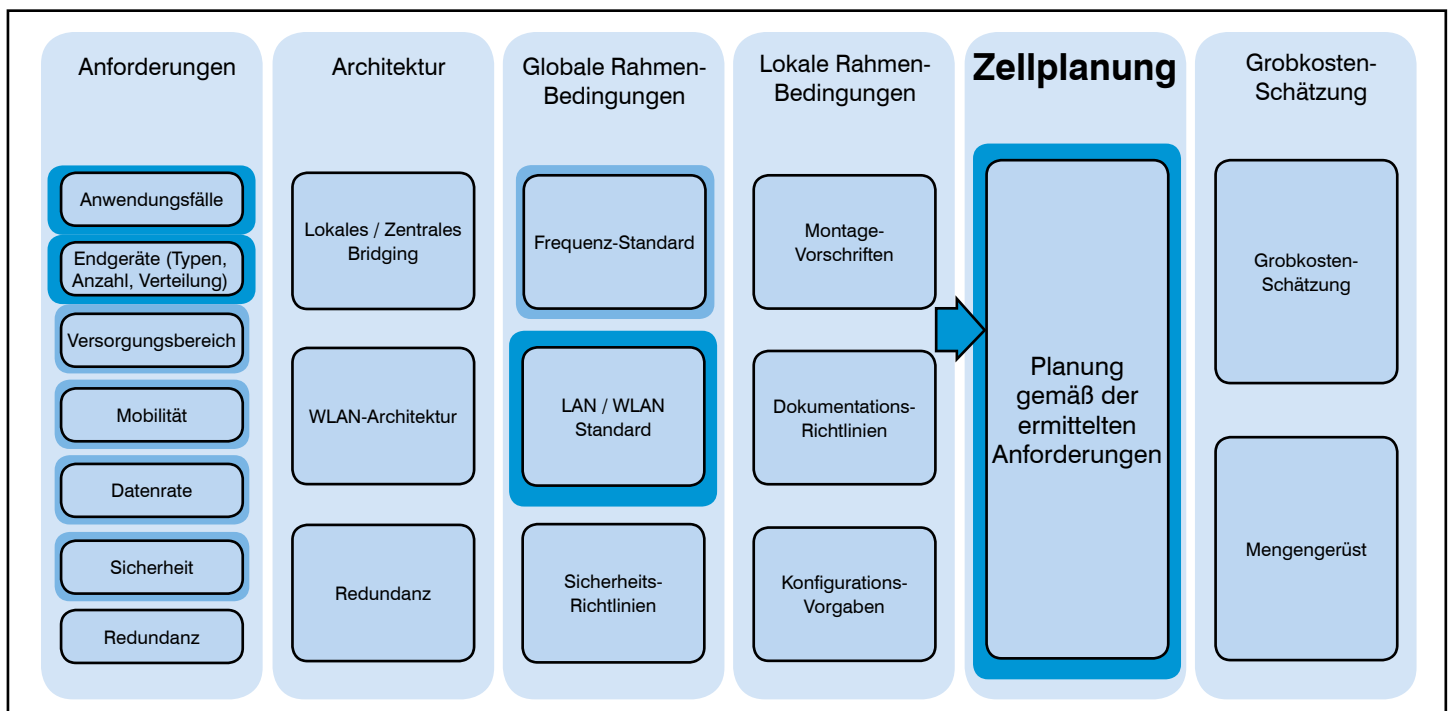 Anforderungen
Anwendungsfälle
Endgeräte (Typen,
Anzahl, Verteilung)
Versorgungsbereich
Mobilität
Datenrate
Sicherheit
Redundanz
Architektur
Lokales / Zentrales
Bridging
WLAN-Architektur
Redundanz
Globale Rahmen-
Bedingungen
Frequenz-Standard
LAN / WLAN
Standard
Sicherheits-
Richtlinien
Lokale Rahmen-
Bedingungen
Montage-
Vorschriften
Dokumentations-
Richtlinien
Konfigurations-
Vorgaben
Zellplanung
Planung
gemäß der
ermittelten
Anforderungen
Grobkosten-
Schätzung
Grobkosten-
Schätzung
Mengengerüst